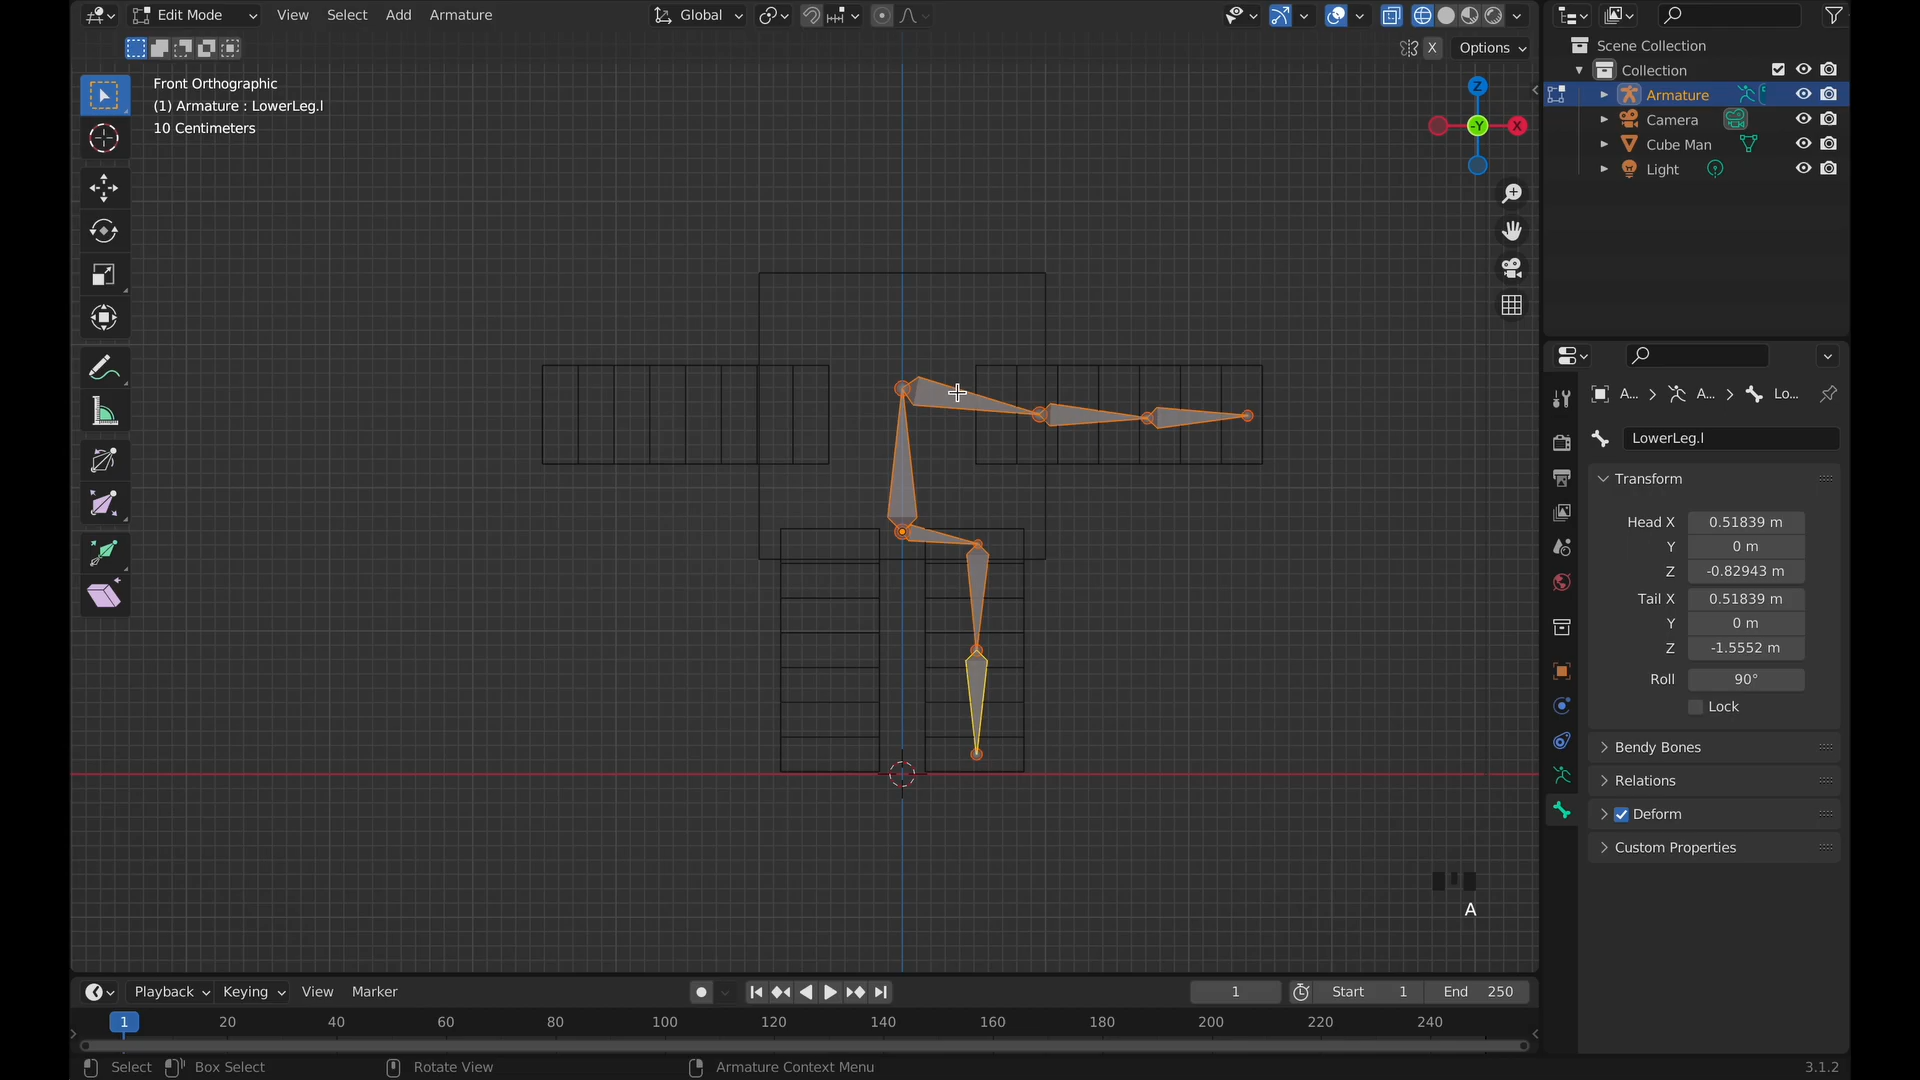 Edit Mode View Select Add Armature Global
X Options
Front Orthographic
(1) Armature : LowerLeg.l
10 Centimeters
Z
-Y
X
Scene Collection
Collection
Armature
Camera
Cube Man
Light
A... A... Lo...
LowerLeg.l
Transform
Head X 0.51839 m
Y 0 m
Z -0.82943 m
Tail X 0.51839 m
Y 0 m
Z -1.5552 m
Roll 90°
Lock
Bendy Bones
Relations
Deform
Custom Properties
A
Playback Keying View Marker 1 Start 1 End 250
1 20 40 60 80 100 120 140 160 180 200 220 240
Select Box Select Rotate View Armature Context Menu 3.1.2